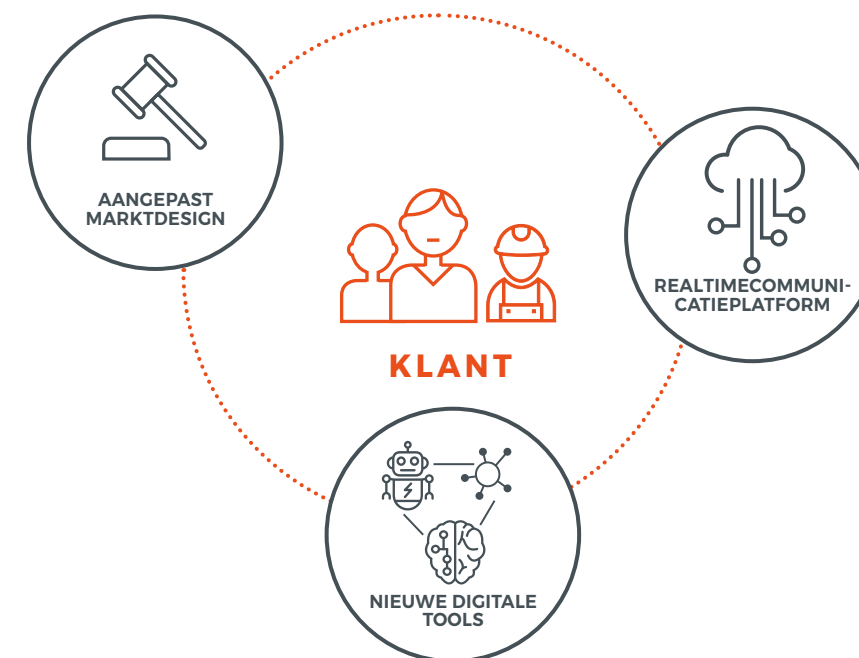 AANGEPAST
MARKTDESIGN
REALTIMECOMMUNI-
CATIEPLATFORM
KLANT
NIEUWE DIGITALE
TOOLS